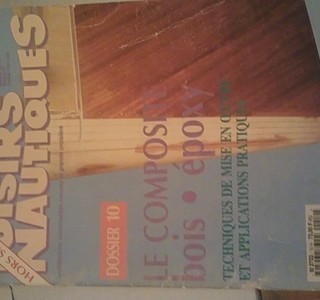 HORS S
OISIRS
NAUTIQUES
DOSSIER 10
LE COMPOSITE
bois • époxy
TECHNIQUES DE MISE EN ŒUVRE
ET APPLICATIONS PRATIQUES